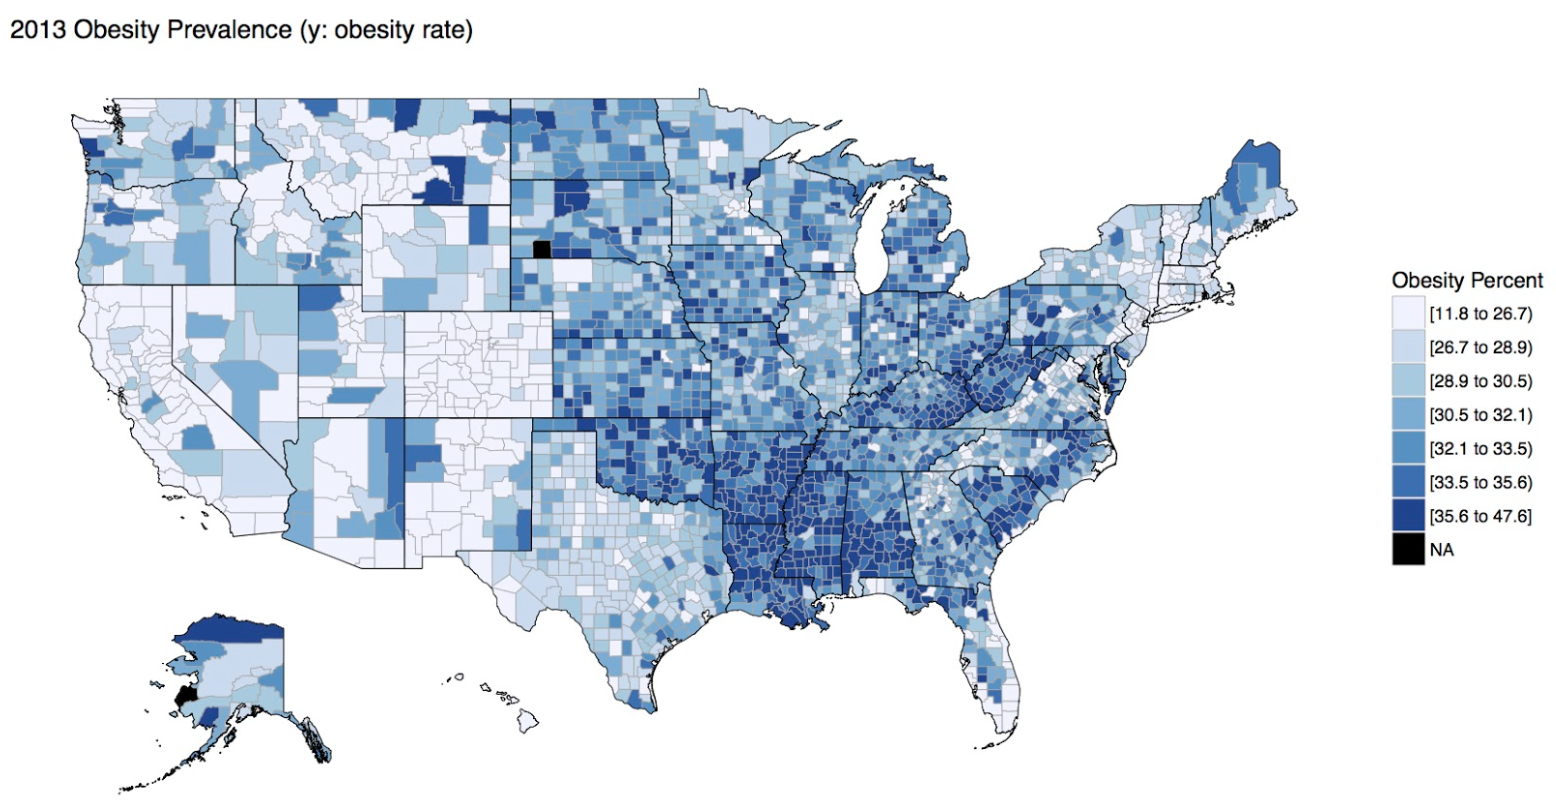 2013 Obesity Prevalence (y: obesity rate)
Obesity Percent
[11.8 to 26.7)
[26.7 to 28.9)
[28.9 to 30.5)
[30.5 to 32.1)
[32.1 to 33.5)
[33.5 to 35.6)
[35.6 to 47.6]
NA